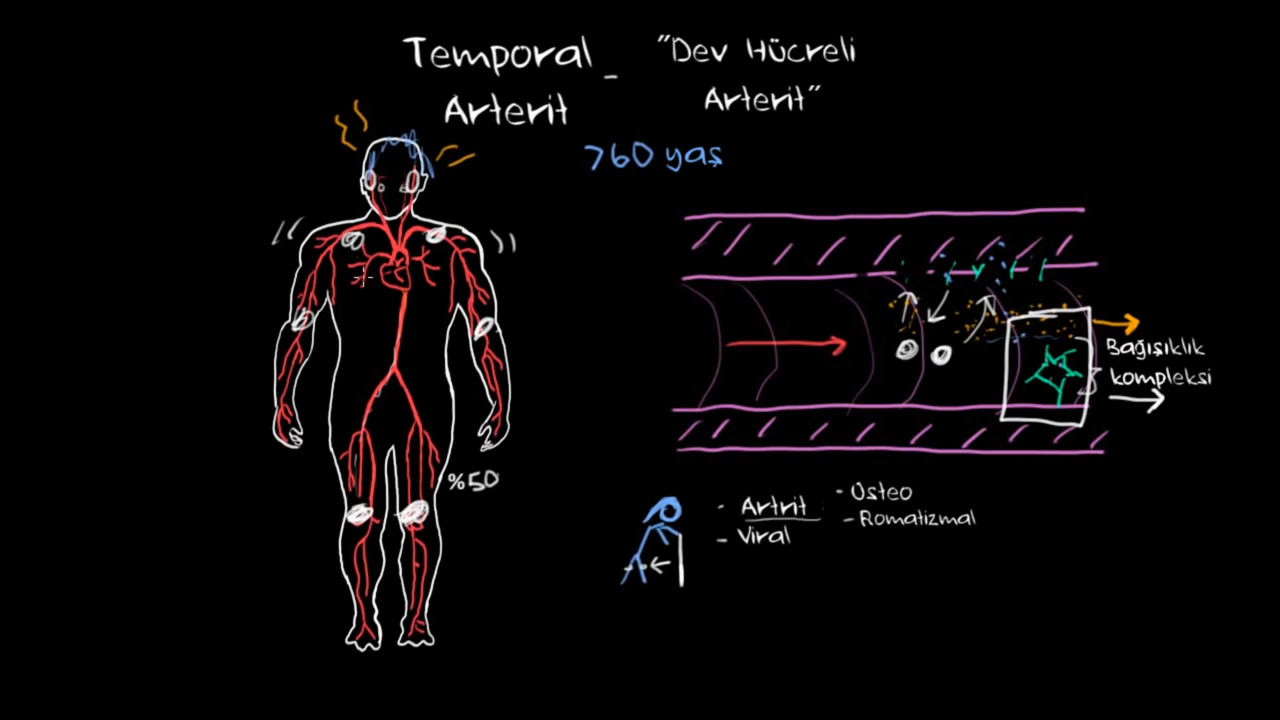 Temporal - "Dev Hücreli
Arterit Arterit"
>60 yaş
Bağışıklık
kompleksi
%50
- Artrit - Osteo
- Romatizmal
- Viral